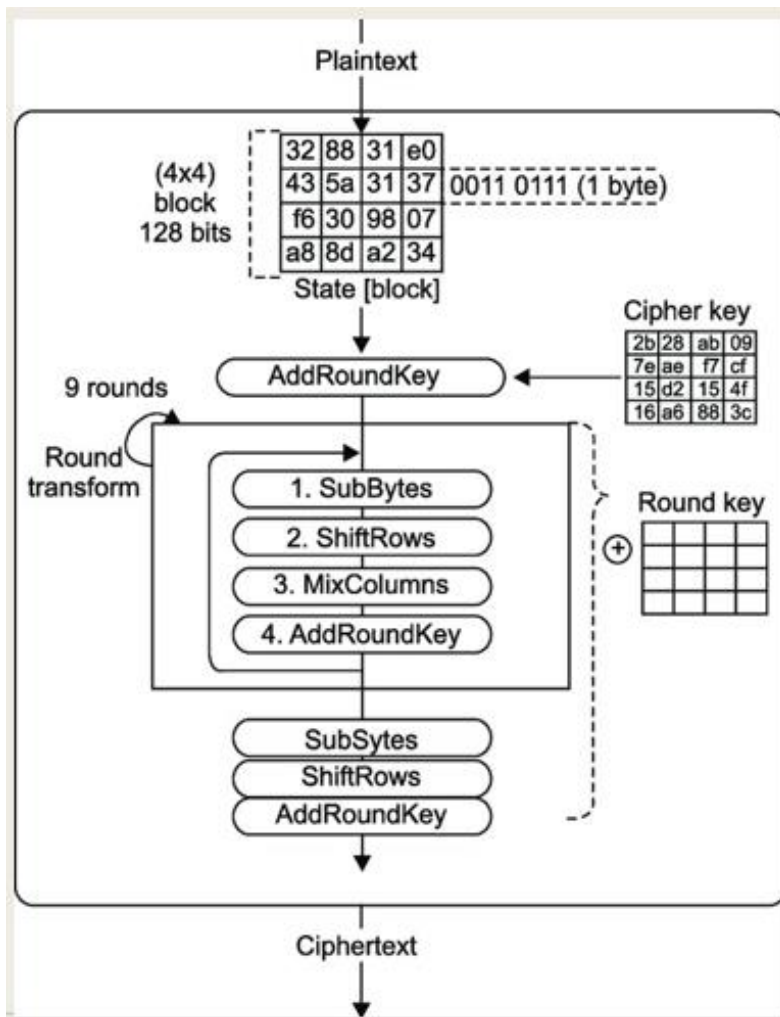 Plaintext
32 88 31 e0
(4x4)
block
128 bits
43 5a 31 37
0011 0111 (1 byte)
f6 30 98 07
a8 8d a2 34
State [block]
Cipher key
2b 28 ab 09
7e ae f7 cf
15 d2 15 4f
16 a6 88 3c
AddRoundKey
9 rounds
Round
transform
1. SubBytes
2. ShiftRows
3. MixColumns
4. AddRoundKey
Round key
+
SubSytes
ShiftRows
AddRoundKey
Ciphertext